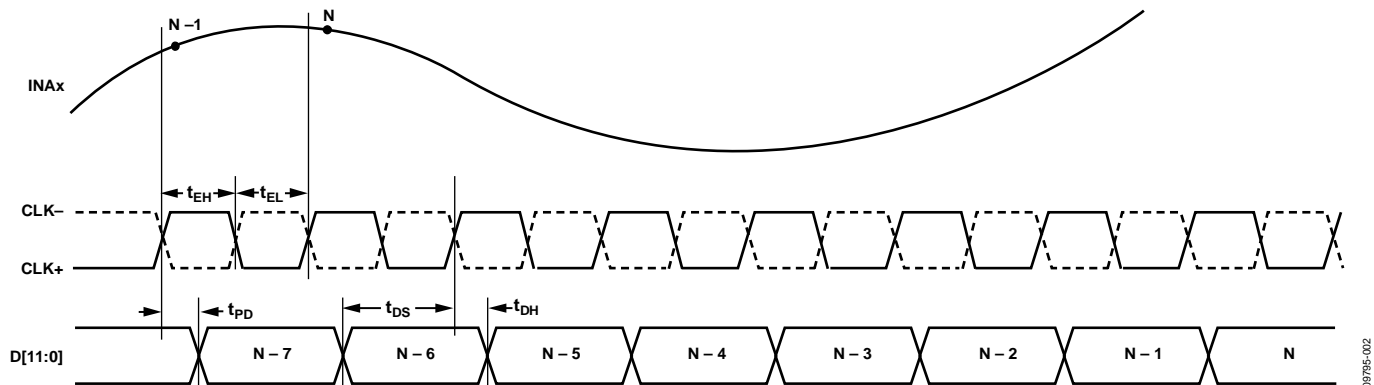 N –1
N
INAx
tEH
tEL
CLK–
CLK+
tPD
tDS
tDH
D[11:0]
N – 7
N – 6
N – 5
N – 4
N – 3
N – 2
N – 1
N
09795-002